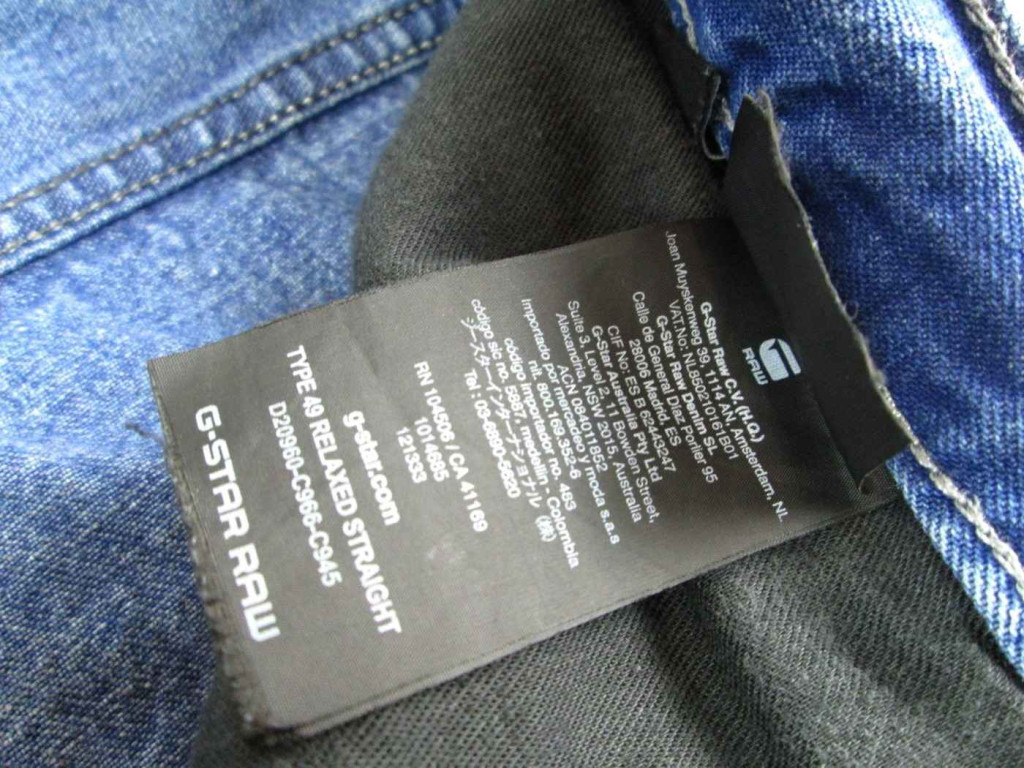 RAW
G-Star Raw C.V. (H.O.)
Joan Muyskenweg 39, 1114 AN, Amsterdam, NL
VAT.No: NL850210161B01
G-Star Raw Denim SL
Calle de General Diaz Porlier 95
28006 Madrid, ES
CIF No: ES B 62443247
G-Star Australia Pty Ltd
Suite 3, Level 2, 11 Bowden Street,
Alexandria, NSW 2015, Australia
ACN 084011852
Importado por mercadeo y moda s.a.s
nit. 800.169.352-6
código importador no. 483
código sic no. 5867, medellin - Colombia
ジースターインターナショナル（株）
Tel : 03-6890-5620
RN 104506 / CA 41169
1014685
121333
g-star.com
TYPE 49 RELAXED STRAIGHT
D20960-C966-C945
G-STAR RAW